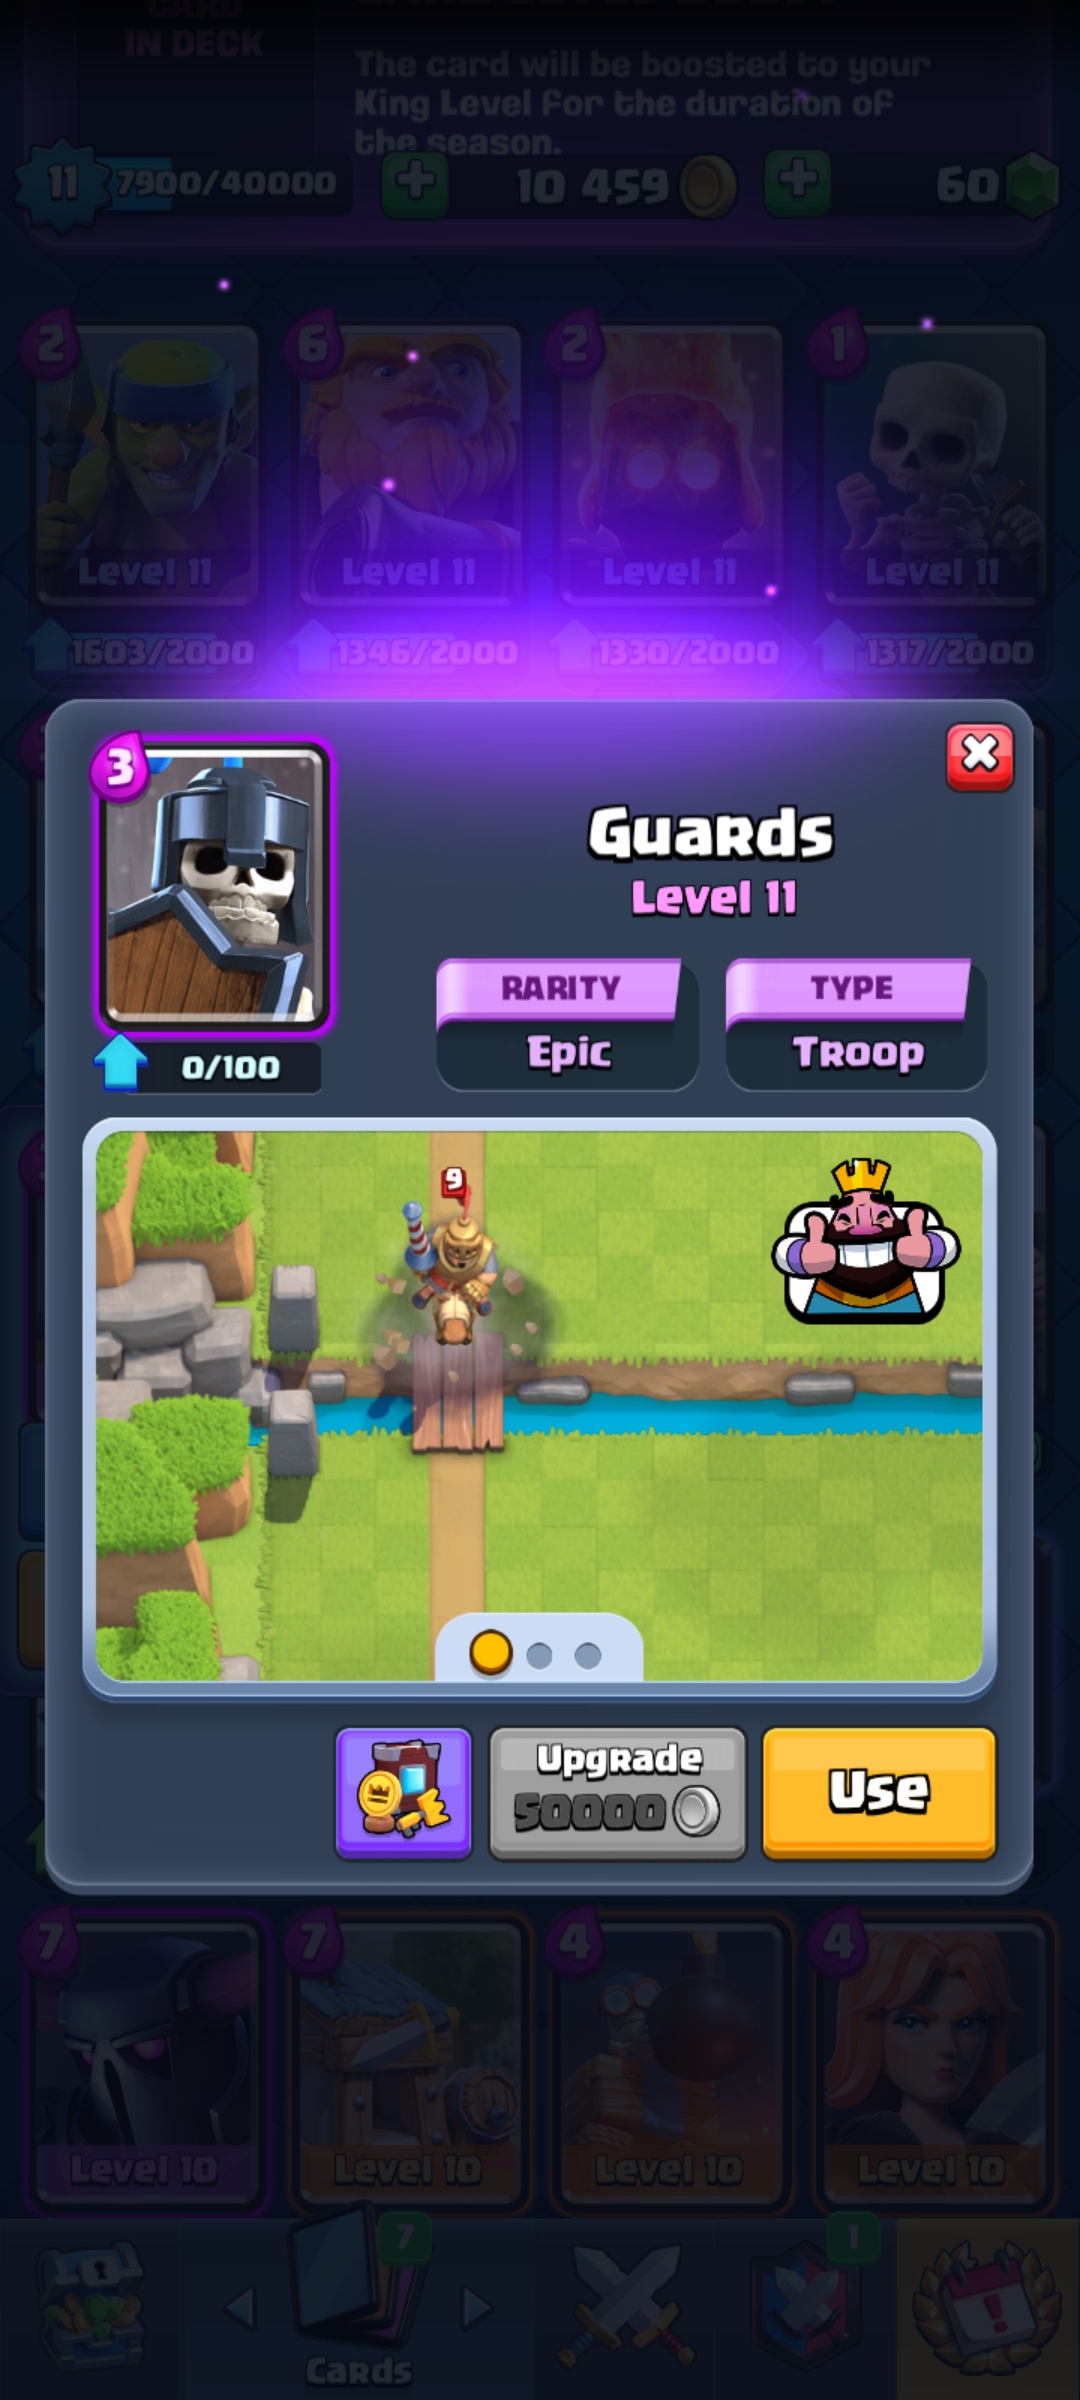 CARD
IN DECK
The card will be boosted to your
King Level for the duration of
the season.
11
7900/40000
10 459
60
2
6
2
1
Level 11
Level 11
Level 11
Level 11
1603/2000
1346/2000
1330/2000
1317/2000
3
Guards
Level 11
RARITY
TYPE
Epic
Troop
0/100
9
Upgrade
50000
Use
7
7
4
4
Level 10
Level 10
Level 10
Level 10
7
1
Cards